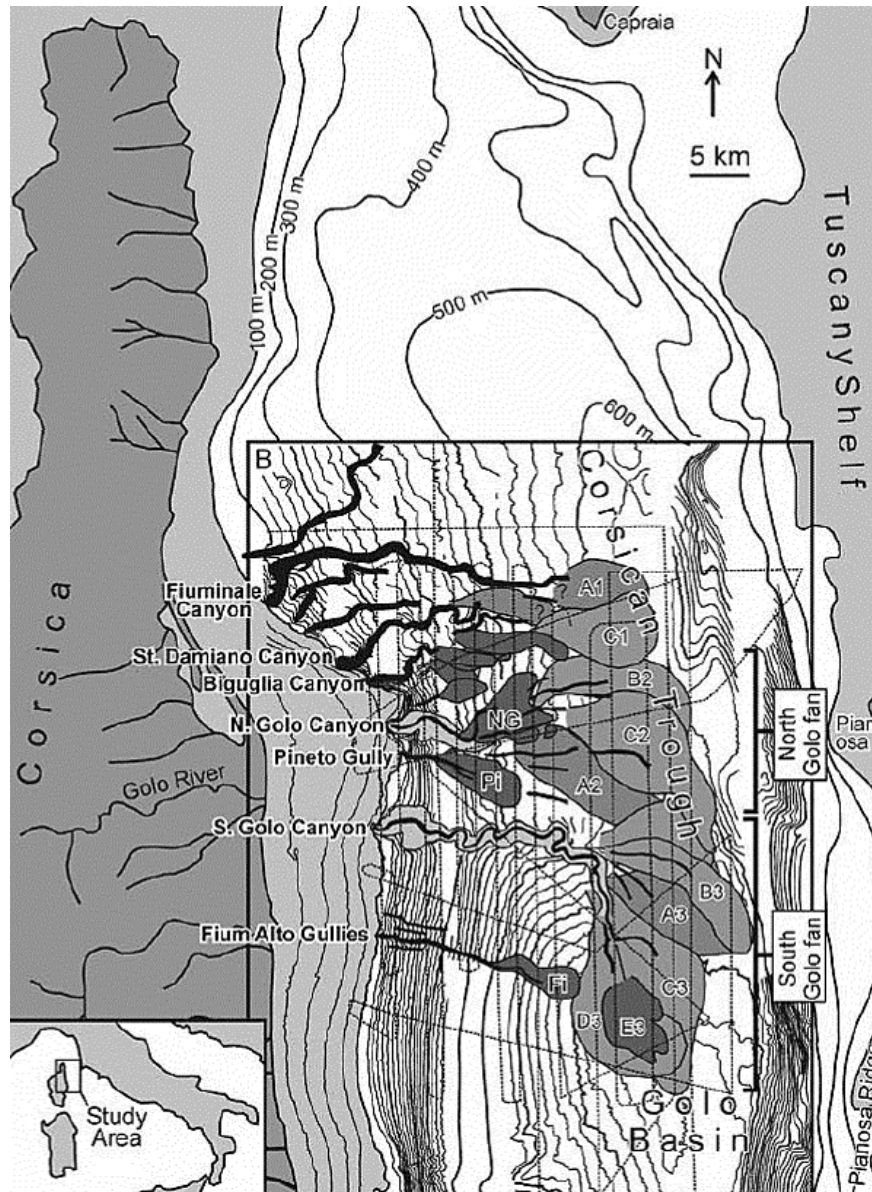 Capraia
N
5 km
100 m
200 m
300 m
400 m
500 m
600 m
Tuscany Shelf
B
Corsican
Trough
Corsica
Fiuminale
Canyon
St. Damiano Canyon
Biguglia Canyon
N. Golo Canyon
Pineto Gully
Golo River
S. Golo Canyon
Fium Alto Gullies
A1
?
?
C1
B2
NG
C2
Pi
A2
B3
A3
Fi
C3
D3
E3
North
Golo fan
South
Golo fan
Pian
osa
Golo
Basin
Study
Area